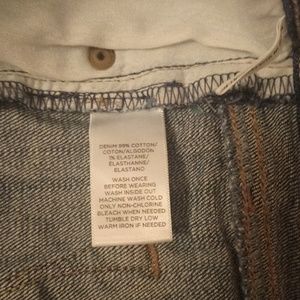 DENIM 99% COTTON/
COTTON/ALGODON
1% ELASTANE/
ELASTHANNE/
ELASTANO
WASH ONCE
BEFORE WEARING
WASH INSIDE OUT
MACHINE WASH COLD
ONLY NON-CHLORINE
BLEACH WHEN NEEDED
TUMBLE DRY LOW
WARM IRON IF NEEDED